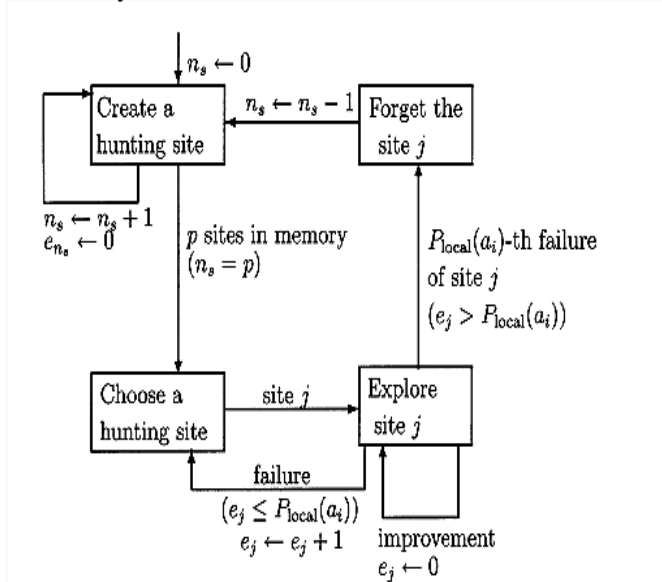 n_s ← 0
Create a
hunting site
n_s ← n_s − 1
Forget the
site j
n_s ← n_s + 1
e_{n_s} ← 0
p sites in memory
(n_s = p)
P_local(a_i)-th failure
of site j
(e_j > P_local(a_i))
Choose a
hunting site
site j
Explore
site j
failure
(e_j ≤ P_local(a_i))
e_j ← e_j + 1
improvement
e_j ← 0